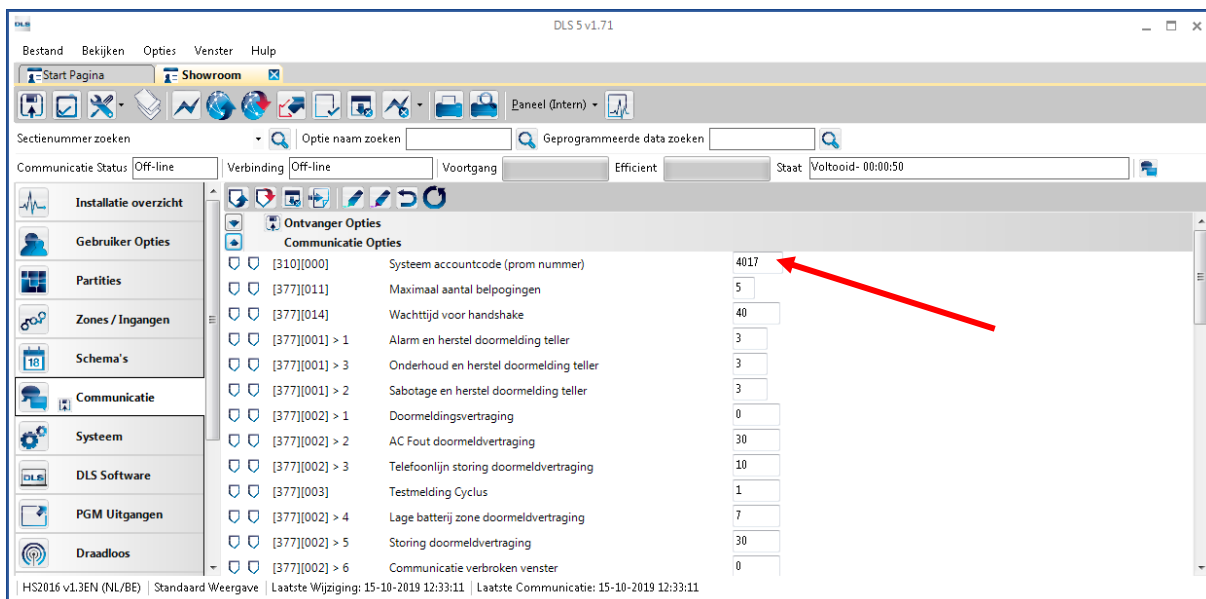 DLS DLS 5 v1.71
Bestand Bekijken Opties Venster Hulp
Start Pagina Showroom
Paneel (Intern)
Sectienummer zoeken Optie naam zoeken Geprogrammeerde data zoeken
Communicatie Status Off-line Verbinding Off-line Voortgang Efficient Staat Voltooid- 00:00:50
Installatie overzicht
Gebruiker Opties
Partities
Zones / Ingangen
18 Schema's
Communicatie
Systeem
DLS DLS Software
PGM Uitgangen
Draadloos
Ontvanger Opties
Communicatie Opties
[310][000] Systeem accountcode (prom nummer) 4017
[377][011] Maximaal aantal belpogingen 5
[377][014] Wachttijd voor handshake 40
[377][001] > 1 Alarm en herstel doormelding teller 3
[377][001] > 3 Onderhoud en herstel doormelding teller 3
[377][001] > 2 Sabotage en herstel doormelding teller 3
[377][002] > 1 Doormeldingsvertraging 0
[377][002] > 2 AC Fout doormeldvertraging 30
[377][002] > 3 Telefoonlijn storing doormeldvertraging 10
[377][003] Testmelding Cyclus 1
[377][002] > 4 Lage batterij zone doormeldvertraging 7
[377][002] > 5 Storing doormeldvertraging 30
[377][002] > 6 Communicatie verbroken venster 0
HS2016 v1.3EN (NL/BE) Standaard Weergave Laatste Wijziging: 15-10-2019 12:33:11 Laatste Communicatie: 15-10-2019 12:33:11